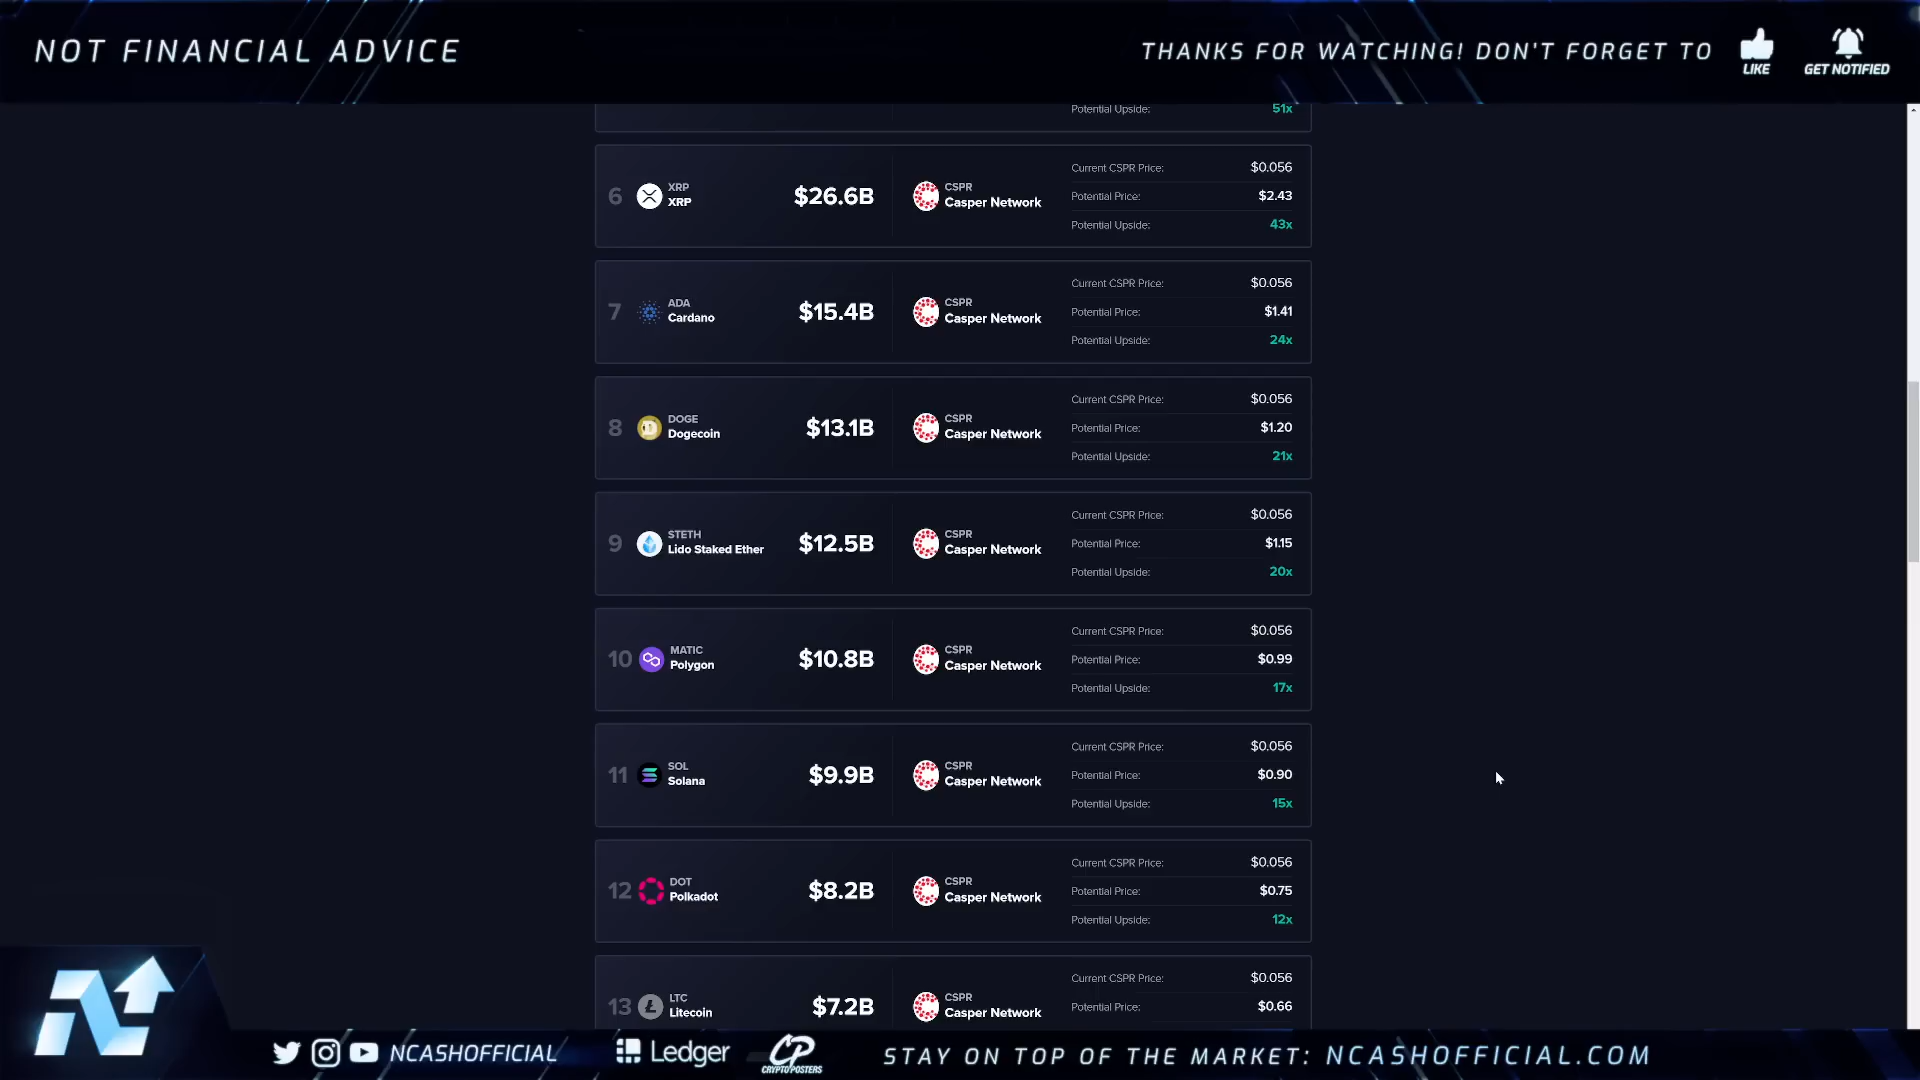 NOT FINANCIAL ADVICE
THANKS FOR WATCHING! DON'T FORGET TO
LIKE
GET NOTIFIED
Potential Upside: 51x
6 XRP XRP $26.6B CSPR Casper Network
Current CSPR Price: $0.056
Potential Price: $2.43
Potential Upside: 43x
7 ADA Cardano $15.4B CSPR Casper Network
Current CSPR Price: $0.056
Potential Price: $1.41
Potential Upside: 24x
8 DOGE Dogecoin $13.1B CSPR Casper Network
Current CSPR Price: $0.056
Potential Price: $1.20
Potential Upside: 21x
9 STETH Lido Staked Ether $12.5B CSPR Casper Network
Current CSPR Price: $0.056
Potential Price: $1.15
Potential Upside: 20x
10 MATIC Polygon $10.8B CSPR Casper Network
Current CSPR Price: $0.056
Potential Price: $0.99
Potential Upside: 17x
11 SOL Solana $9.9B CSPR Casper Network
Current CSPR Price: $0.056
Potential Price: $0.90
Potential Upside: 15x
12 DOT Polkadot $8.2B CSPR Casper Network
Current CSPR Price: $0.056
Potential Price: $0.75
Potential Upside: 12x
13 LTC Litecoin $7.2B CSPR Casper Network
Current CSPR Price: $0.056
Potential Price: $0.66
NCASHOFFICIAL
Ledger
CP
CRYPTOPOSTERS
STAY ON TOP OF THE MARKET: NCASHOFFICIAL.COM